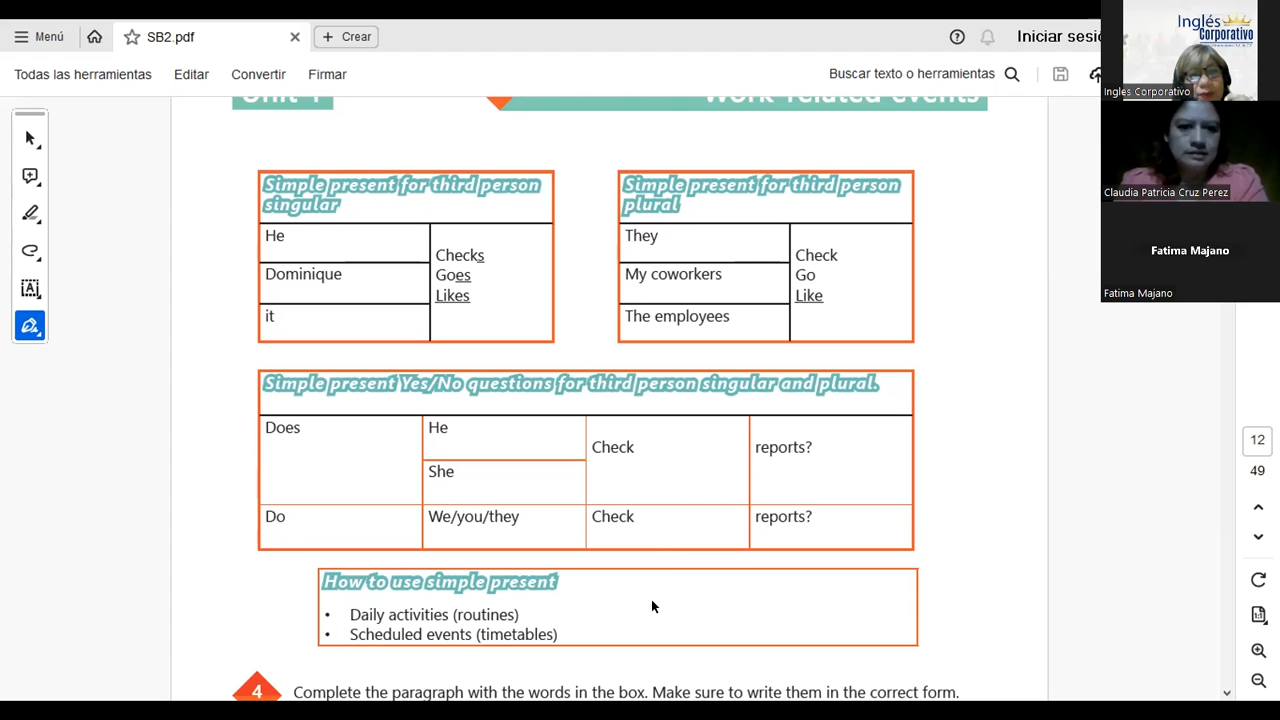 Menú
SB2.pdf
Crear
Iniciar sesi
Todas las herramientas
Editar
Convertir
Firmar
Buscar texto o herramientas
Unit 1
Work related events
Simple present for third person
singular
He
Dominique
it
Checks
Goes
Likes
Simple present for third person
plural
They
My coworkers
The employees
Check
Go
Like
Simple present Yes/No questions for third person singular and plural.
Does
He
She
Check
reports?
Do
We/you/they
Check
reports?
How to use simple present
• Daily activities (routines)
• Scheduled events (timetables)
4
Complete the paragraph with the words in the box. Make sure to write them in the correct form.
12
49
Inglés
Corporativo
Ingles Corporativo
Claudia Patricia Cruz Perez
Fatima Majano
Fatima Majano